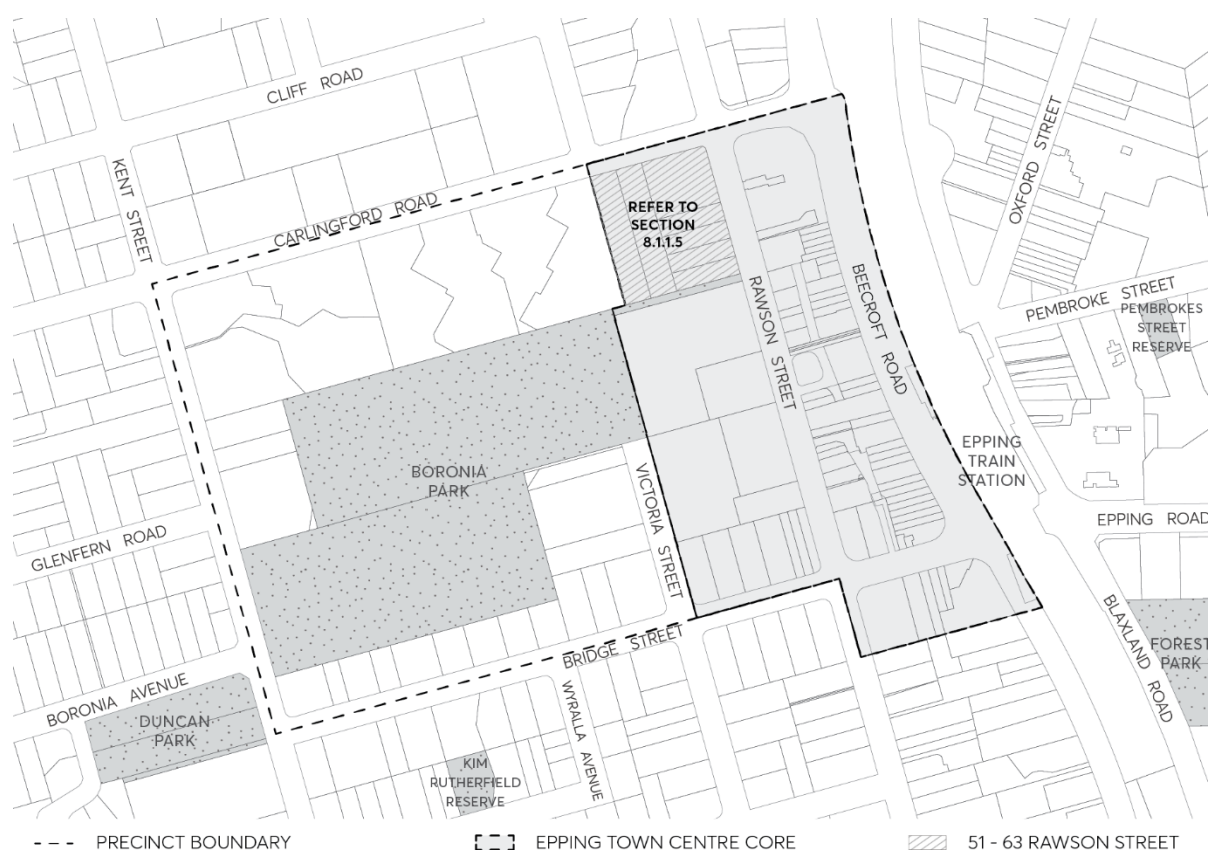 CLIFF ROAD
KENT STREET
CARLINGFORD ROAD
REFER TO
SECTION
8.1.1.5
OXFORD STREET
RAWSON STREET
BEECROFT ROAD
PEMBROKE STREET
PEMBROKES
STREET
RESERVE
BORONIA
PARK
EPPING
TRAIN
STATION
VICTORIA STREET
EPPING ROAD
GLENFERN ROAD
BLAXLAND ROAD
FOREST
PARK
BRIDGE STREET
BORONIA AVENUE
DUNCAN
PARK
WYRALLA AVENUE
KIM
RUTHERFIELD
RESERVE
PRECINCT BOUNDARY
EPPING TOWN CENTRE CORE
51 - 63 RAWSON STREET